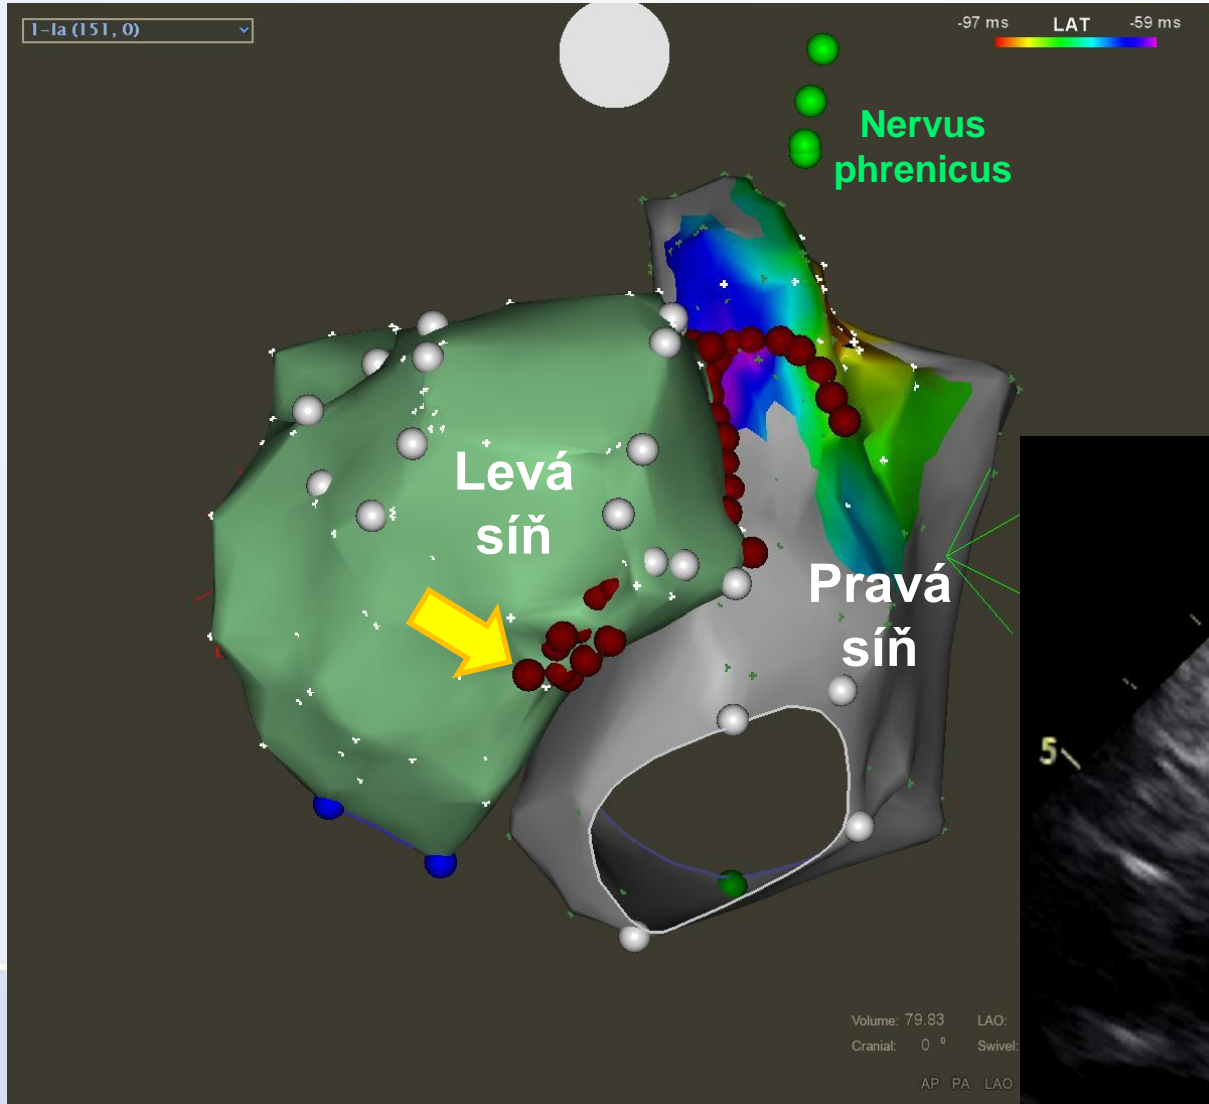 1-la (151, 0)
-97 ms LAT -59 ms
Nervus
phrenicus
Levá
síň
Pravá
síň
5
Volume: 79.83 LAO:
Cranial: 0 ° Swivel:
AP PA LAO